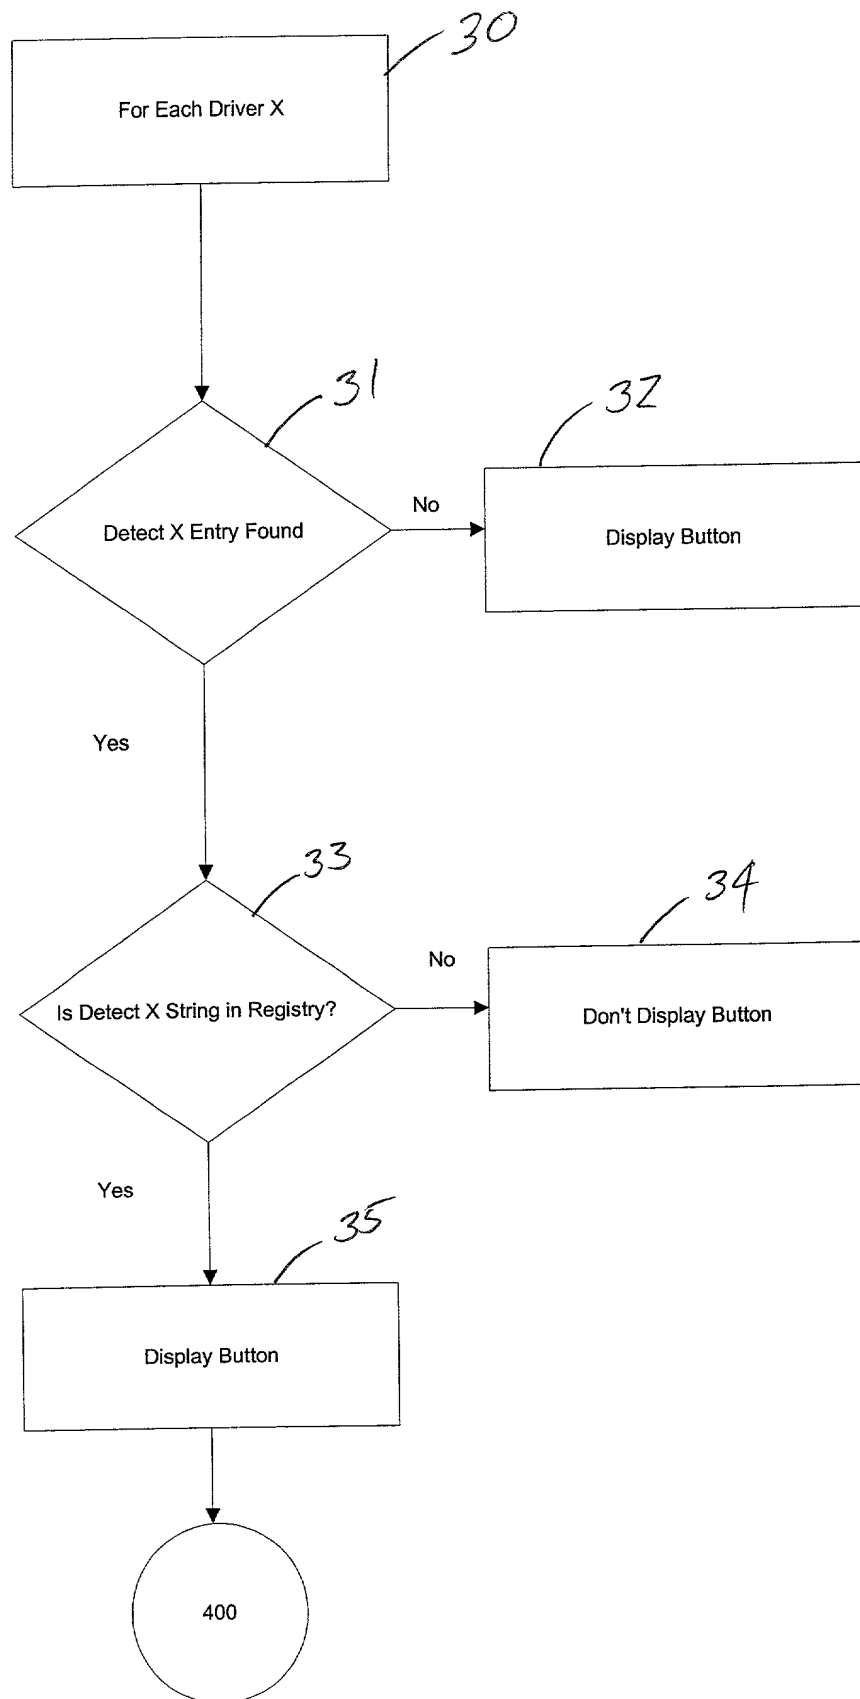 30
For Each Driver X
31
32
Detect X Entry Found
No
Display Button
Yes
33
34
No
Is Detect X String in Registry?
Don't Display Button
Yes
35
Display Button
400